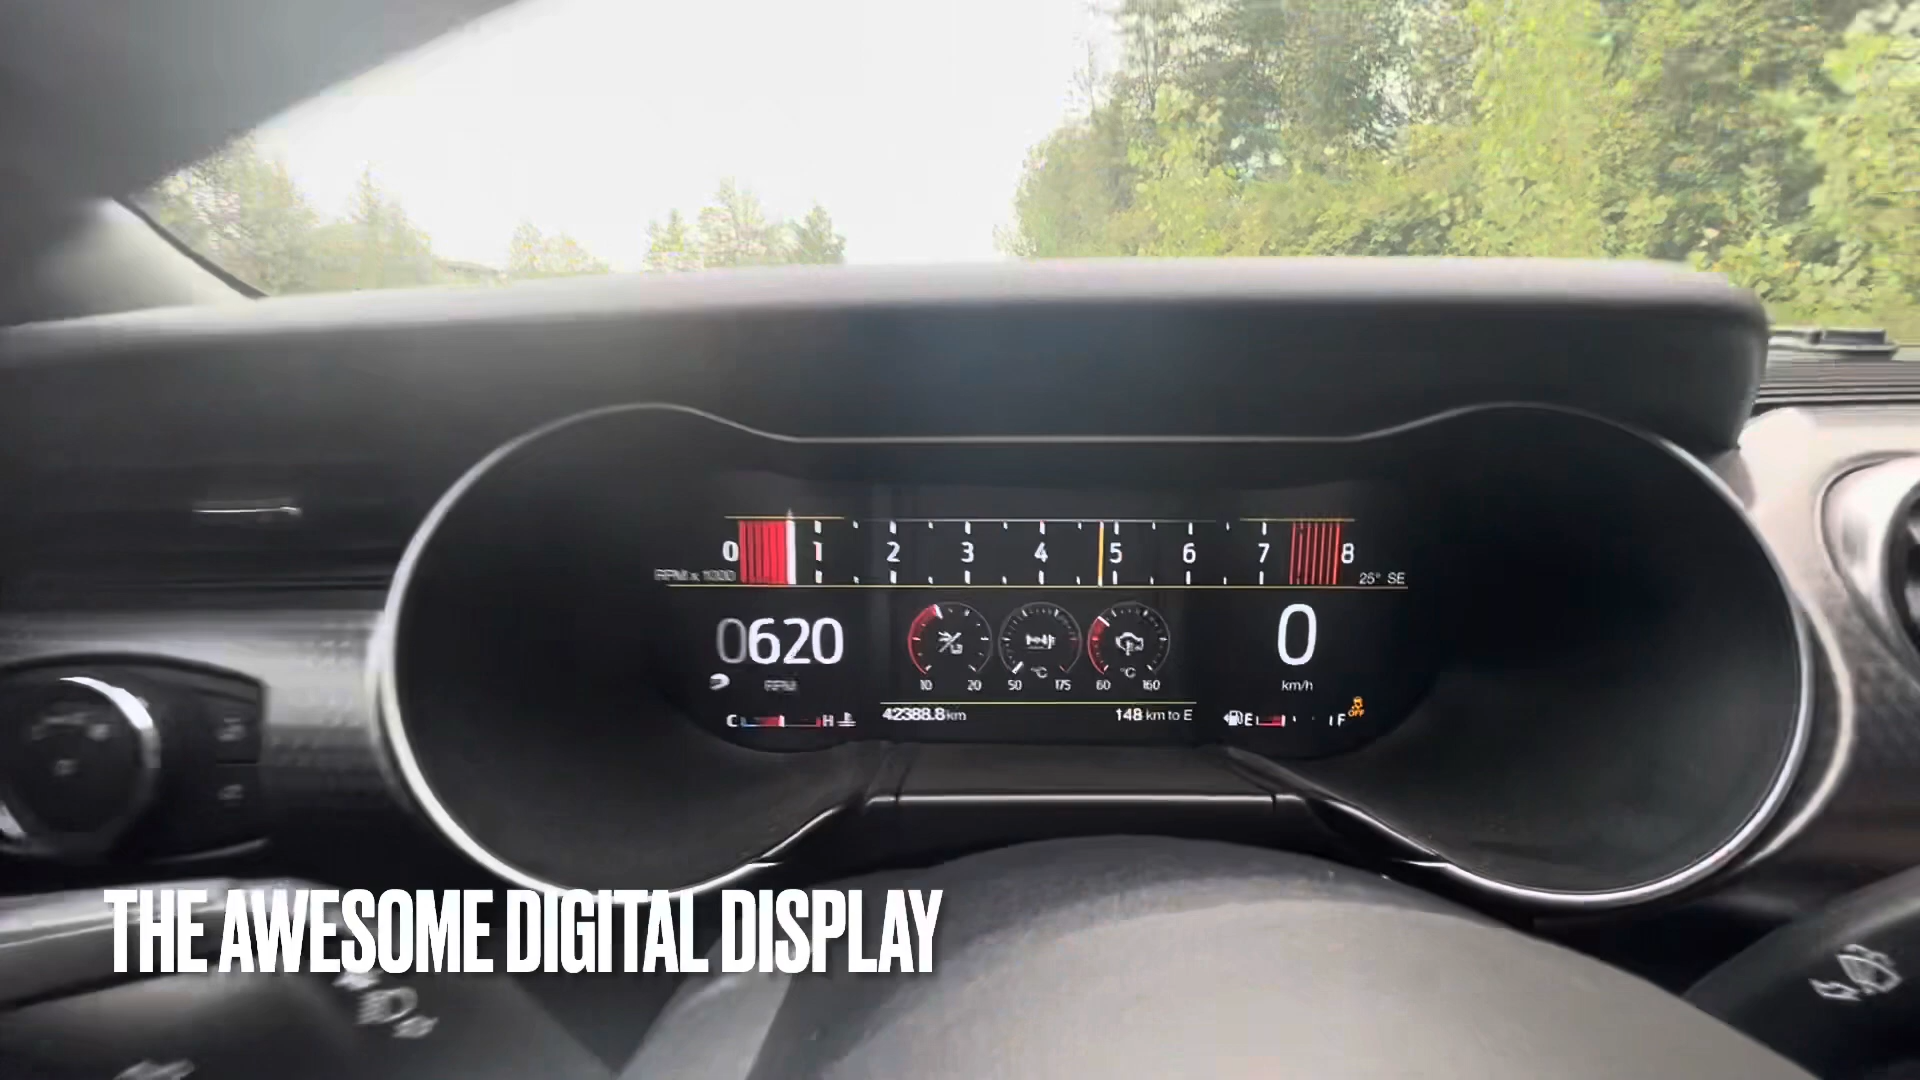 0 1 2 3 4 5 6 7 8
RPM x 1000
25° SE
0620
RPM
0
km/h
10 20
50 °C 175
60 °C 160
C H
42388.8 km
148 km to E
E F
OFF
THE AWESOME DIGITAL DISPLAY